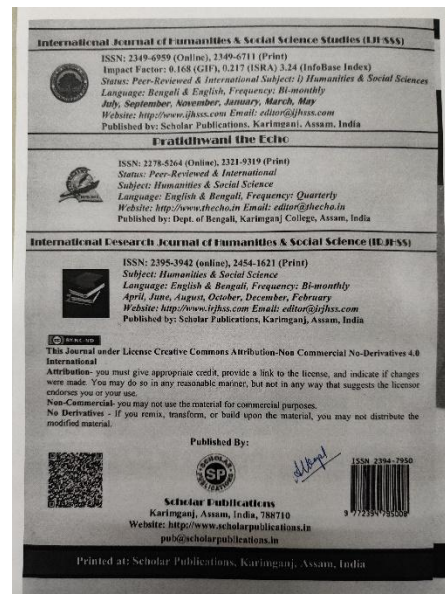 International Journal of Humanities & Social Science Studies (IJHSSS)
ISSN: 2349-6959 (Online), 2349-6711 (Print)
Impact Factor: 0.168 (GIF), 0.217 (ISRA) 3.24 (InfoBase Index)
Status: Peer-Reviewed & International Subject: i) Humanities & Social Sciences
Language: Bengali & English, Frequency: Bi-monthly
July, September, November, January, March, May
Website: http://www.ijhsss.com Email: editor@ijhsss.com
Published by: Scholar Publications, Karimganj, Assam, India
Pratidhwani the Echo
ISSN: 2278-5264 (Online), 2321-9319 (Print)
Status: Peer-Reviewed & International
Subject: Humanities & Social Science
Language: English & Bengali, Frequency: Quarterly
Website: http://www.thecho.in Email: editor@thecho.in
Published by: Dept. of Bengali, Karimganj College, Assam, India
International Research Journal of Humanities & Social Science (IRJHSS)
ISSN: 2395-3942 (online), 2454-1621 (Print)
Subject: Humanities & Social Science
Language: English & Bengali, Frequency: Bi-monthly
April, June, August, October, December, February
Website: http://www.irjhss.com Email: editor@irjhss.com
Published by: Scholar Publications, Karimganj, Assam, India
This Journal under License Creative Commons Attribution-Non Commercial No-Derivatives 4.0
International
Attribution- you must give appropriate credit, provide a link to the license, and indicate if changes
were made. You may do so in any reasonable manner, but not in any way that suggests the licensor
endorses you or your use.
Non-Commercial- you may not use the material for commercial purposes.
No Derivatives - If you remix, transform, or build upon the material, you may not distribute the
modified material.
Published By:
SP
ISSN 2394-7950
Scholar Publications
Karimganj, Assam, India, 788710
Website: http://www.scholarpublications.in
pub@scholarpublications.in
9 772394 795008
Printed at: Scholar Publications, Karimganj, Assam, India